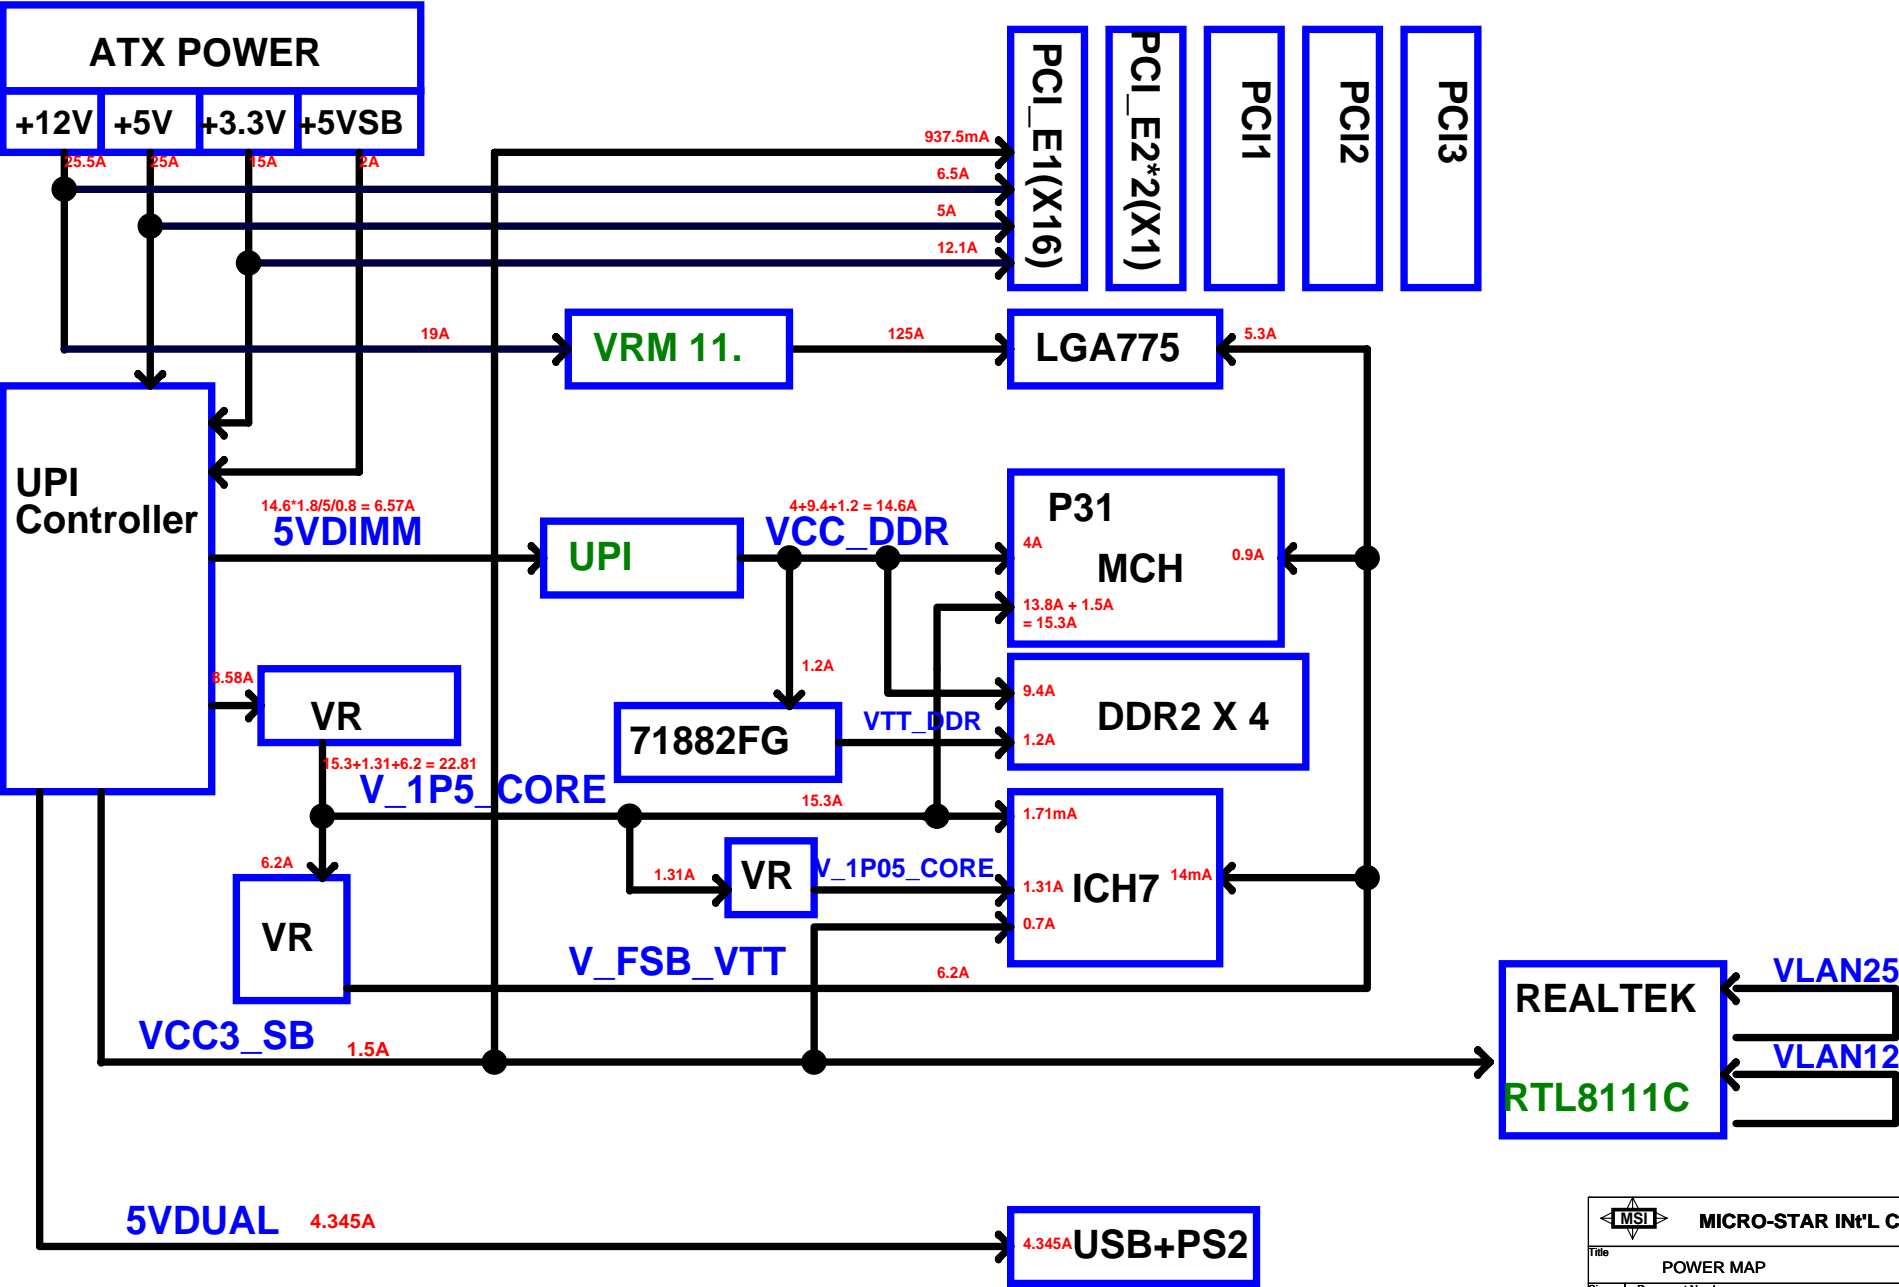 ATX POWER
+12V
+5V
+3.3V
+5VSB
25.5A
25A
15A
2A
937.5mA
6.5A
5A
12.1A
PCI_E1(X16)
PCI_E2*2(X1)
PCI1
PCI2
PCI3
19A
VRM 11.
125A
LGA775
5.3A
UPI
Controller
14.6*1.8/5/0.8 = 6.57A
5VDIMM
UPI
4+9.4+1.2 = 14.6A
VCC_DDR
P31
MCH
4A
0.9A
13.8A + 1.5A
= 15.3A
1.2A
8.58A
VR
71882FG
VTT_DDR
9.4A
DDR2 X 4
1.2A
15.3+1.31+6.2 = 22.81
V_1P5_CORE
15.3A
1.71mA
6.2A
VR
1.31A
VR
V_1P05_CORE
1.31A
ICH7
14mA
0.7A
V_FSB_VTT
6.2A
VCC3_SB
1.5A
REALTEK
RTL8111C
VLAN25
VLAN12
5VDUAL
4.345A
4.345A
USB+PS2
MSI
MICRO-STAR INt'L C
Title
POWER MAP